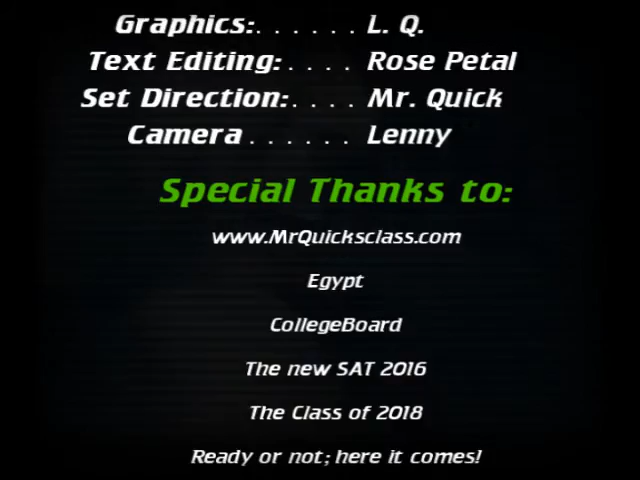 Graphics:. . . . . . L. Q.
Text Editing: . . . . Rose Petal
Set Direction:. . . . Mr. Quick
Camera . . . . . . Lenny
Special Thanks to:
www.MrQuicksclass.com
Egypt
CollegeBoard
The new SAT 2016
The Class of 2018
Ready or not; here it comes!